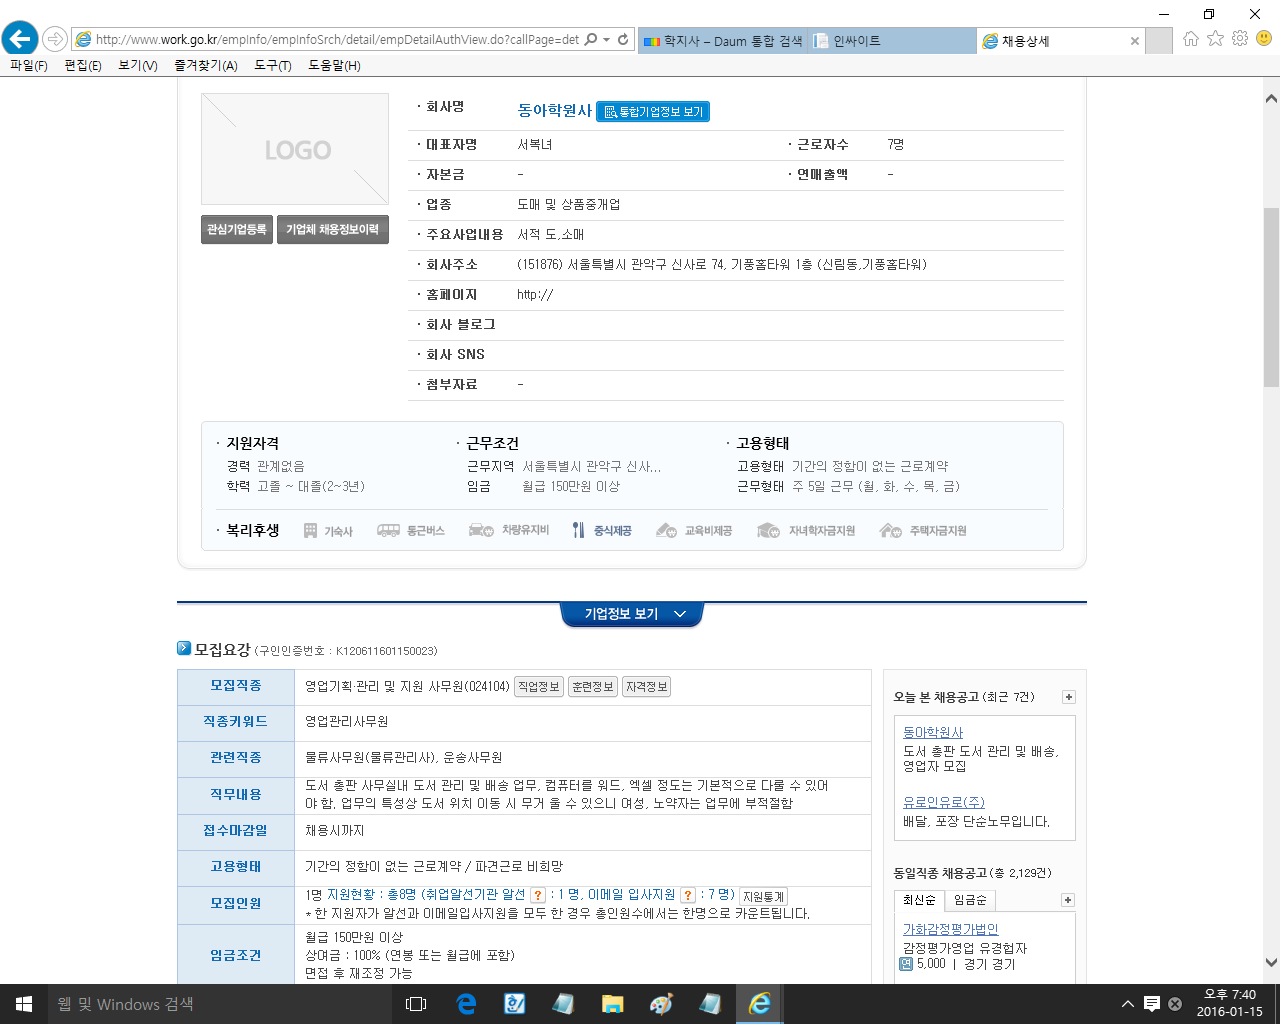 http://www.work.go.kr/empInfo/empInfoSrch/detail/empDetailAuthView.do?callPage=det
학지사 – Daum 통합 검색
인싸이트
채용상세
파일(F) 편집(E) 보기(V) 즐겨찾기(A) 도구(T) 도움말(H)
LOGO
관심기업등록 기업체 채용정보이력
· 회사명 동아학원사 통합기업정보 보기
· 대표자명 서복녀 · 근로자수 7명
· 자본금 - · 연매출액 -
· 업종 도매 및 상품중개업
· 주요사업내용 서적 도,소매
· 회사주소 (151876) 서울특별시 관악구 신사로 74, 기풍홈타워 1층 (신림동,기풍홈타워)
· 홈페이지 http://
· 회사 블로그
· 회사 SNS
· 첨부자료 -
· 지원자격 · 근무조건 · 고용형태
경력 관계없음 근무지역 서울특별시 관악구 신사... 고용형태 기간의 정함이 없는 근로계약
학력 고졸 ~ 대졸(2~3년) 임금 월급 150만원 이상 근무형태 주 5일 근무 (월, 화, 수, 목, 금)
· 복리후생 기숙사 통근버스 차량유지비 중식제공 교육비제공 자녀학자금지원 주택자금지원
기업정보 보기
모집요강 (구인인증번호 : K120611601150023)
모집직종 영업기획·관리 및 지원 사무원(024104) 직업정보 훈련정보 자격정보
직종키워드 영업관리사무원
관련직종 물류사무원(물류관리사), 운송사무원
직무내용 도서 총판 사무실내 도서 관리 및 배송 업무, 컴퓨터를 워드, 엑셀 정도는 기본적으로 다룰 수 있어
야 함, 업무의 특성상 도서 위치 이동 시 무거 울 수 있으니 여성, 노약자는 업무에 부적절함
접수마감일 채용시까지
고용형태 기간의 정함이 없는 근로계약 / 파견근로 비희망
모집인원 1명 지원현황 : 총8명 (취업알선기관 알선 ? : 1 명, 이메일 입사지원 ? : 7 명) 지원통계
* 한 지원자가 알선과 이메일입사지원을 모두 한 경우 총인원수에서는 한명으로 카운트됩니다.
임금조건 월급 150만원 이상
상여금 : 100% (연봉 또는 월급에 포함)
면접 후 재조정 가능
오늘 본 채용공고 (최근 7건) +
동아학원사
도서 총판 도서 관리 및 배송,
영업자 모집
유로인유로(주)
배달, 포장 단순노무입니다.
동일직종 채용공고 (총 2,129건)
최신순 임금순 +
가화감정평가법인
감정평가영업 유경험자
연 5,000 | 경기 경기
웹 및 Windows 검색
오후 7:40
2016-01-15